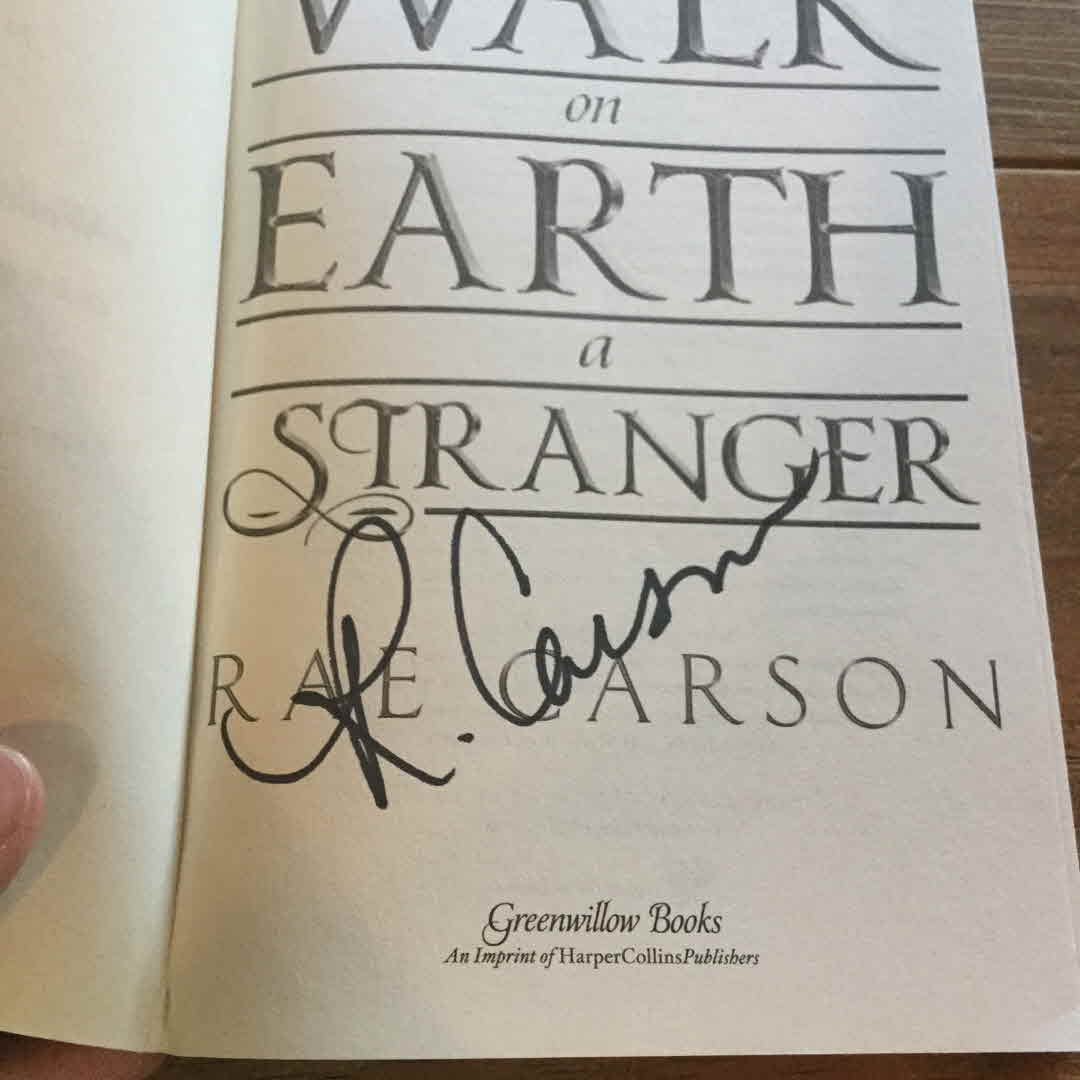 WALK
on
EARTH
a
STRANGER
R. Carson
RAE CARSON
Greenwillow Books
An Imprint of HarperCollinsPublishers